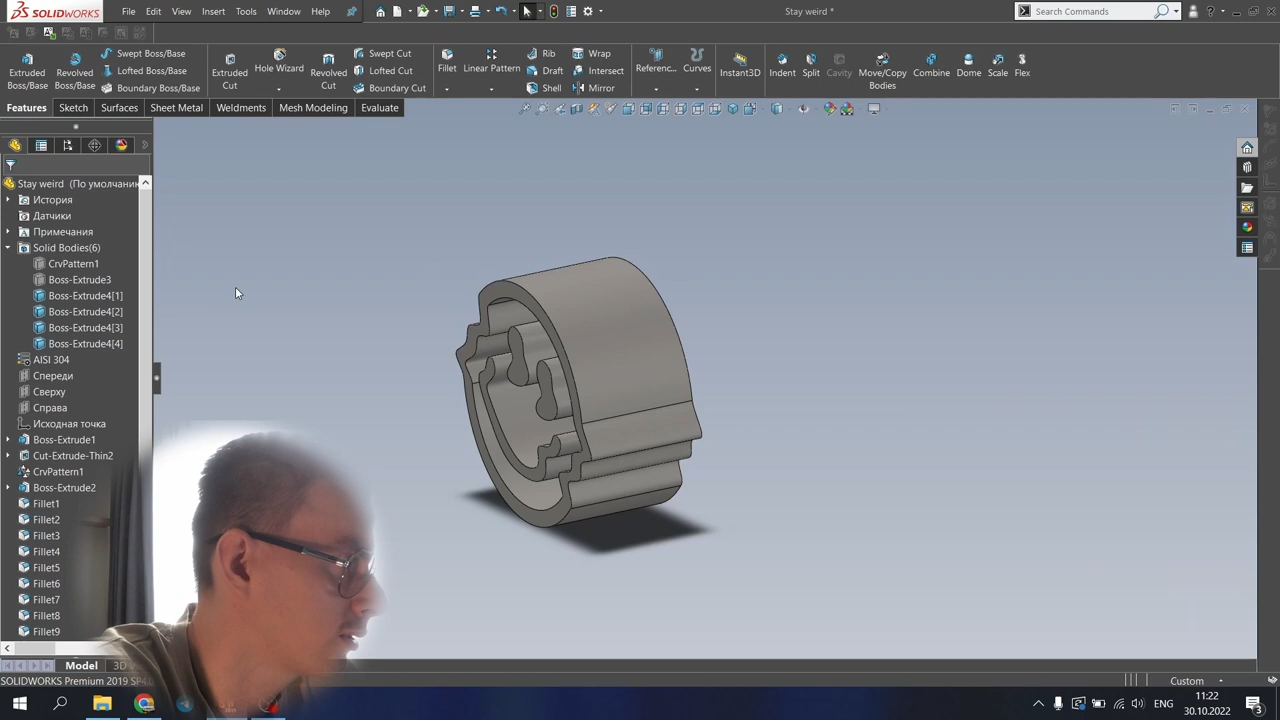 SOLIDWORKS
File Edit View Insert Tools Window Help
Stay weird *
Search Commands
Extruded Boss/Base
Revolved Boss/Base
Swept Boss/Base
Lofted Boss/Base
Boundary Boss/Base
Extruded Cut
Hole Wizard
Revolved Cut
Swept Cut
Lofted Cut
Boundary Cut
Fillet
Linear Pattern
Rib
Draft
Shell
Wrap
Intersect
Mirror
Referenc...
Curves
Instant3D
Indent
Split
Cavity
Move/Copy Bodies
Combine
Dome
Scale
Flex
Features Sketch Surfaces Sheet Metal Weldments Mesh Modeling Evaluate
Stay weird (По умолчани
История
Датчики
Примечания
Solid Bodies(6)
CrvPattern1
Boss-Extrude3
Boss-Extrude4[1]
Boss-Extrude4[2]
Boss-Extrude4[3]
Boss-Extrude4[4]
AISI 304
Спереди
Сверху
Справа
Исходная точка
Boss-Extrude1
Cut-Extrude-Thin2
CrvPattern1
Boss-Extrude2
Fillet1
Fillet2
Fillet3
Fillet4
Fillet5
Fillet6
Fillet7
Fillet8
Fillet9
Model 3D
SOLIDWORKS Premium 2019 SP4
Custom
ENG
11:22
30.10.2022
3